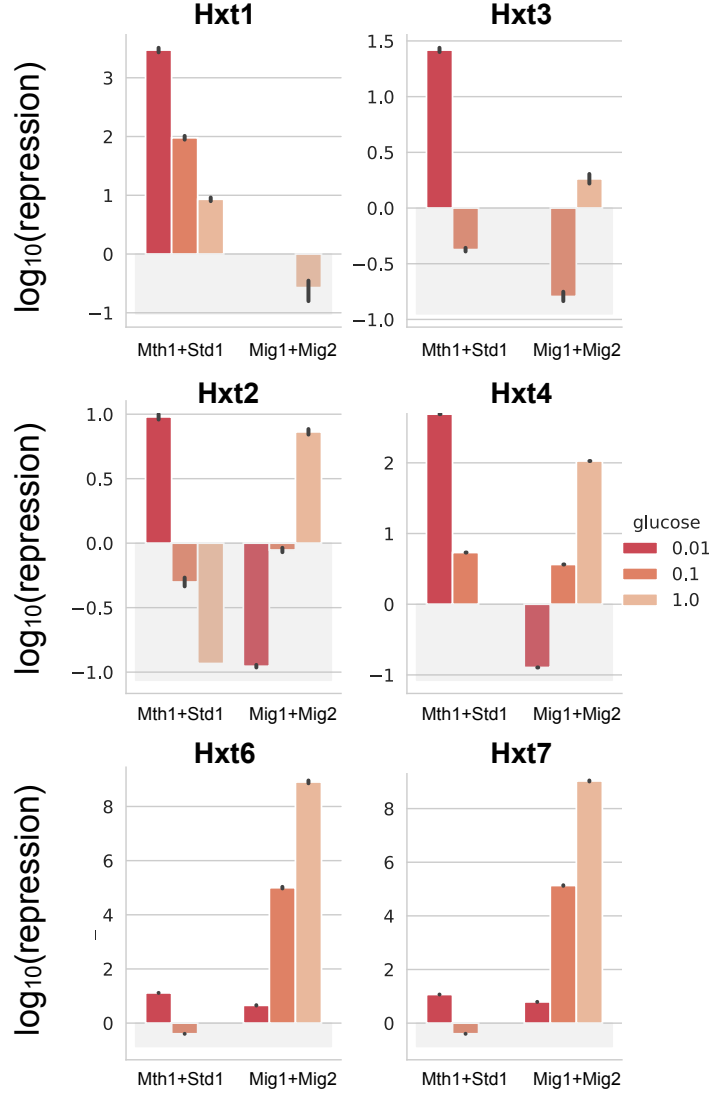 Hxt1
log₁₀(repression)
3
2
1
0
−1
Mth1+Std1
Mig1+Mig2
Hxt3
1.5
1.0
0.5
0.0
−0.5
−1.0
Mth1+Std1
Mig1+Mig2
Hxt2
log₁₀(repression)
1.0
0.5
0.0
−0.5
−1.0
Mth1+Std1
Mig1+Mig2
Hxt4
2
1
0
−1
Mth1+Std1
Mig1+Mig2
glucose
0.01
0.1
1.0
Hxt6
log₁₀(repression)
8
6
4
2
0
Mth1+Std1
Mig1+Mig2
Hxt7
8
6
4
2
0
Mth1+Std1
Mig1+Mig2